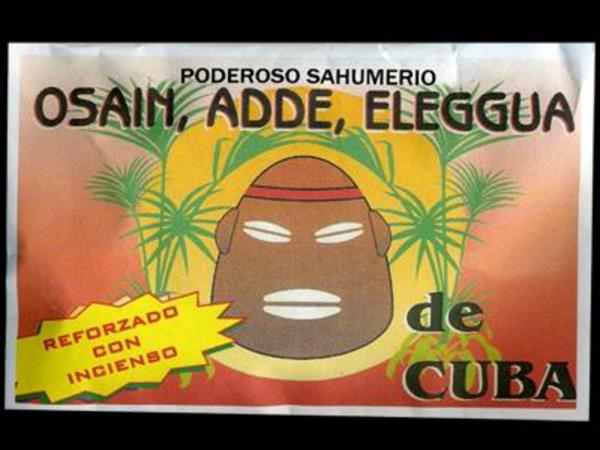 PODEROSO SAHUMERIO
OSAIN, ADDE, ELEGGUA
REFORZADO
CON
INCIENSO
de
CUBA